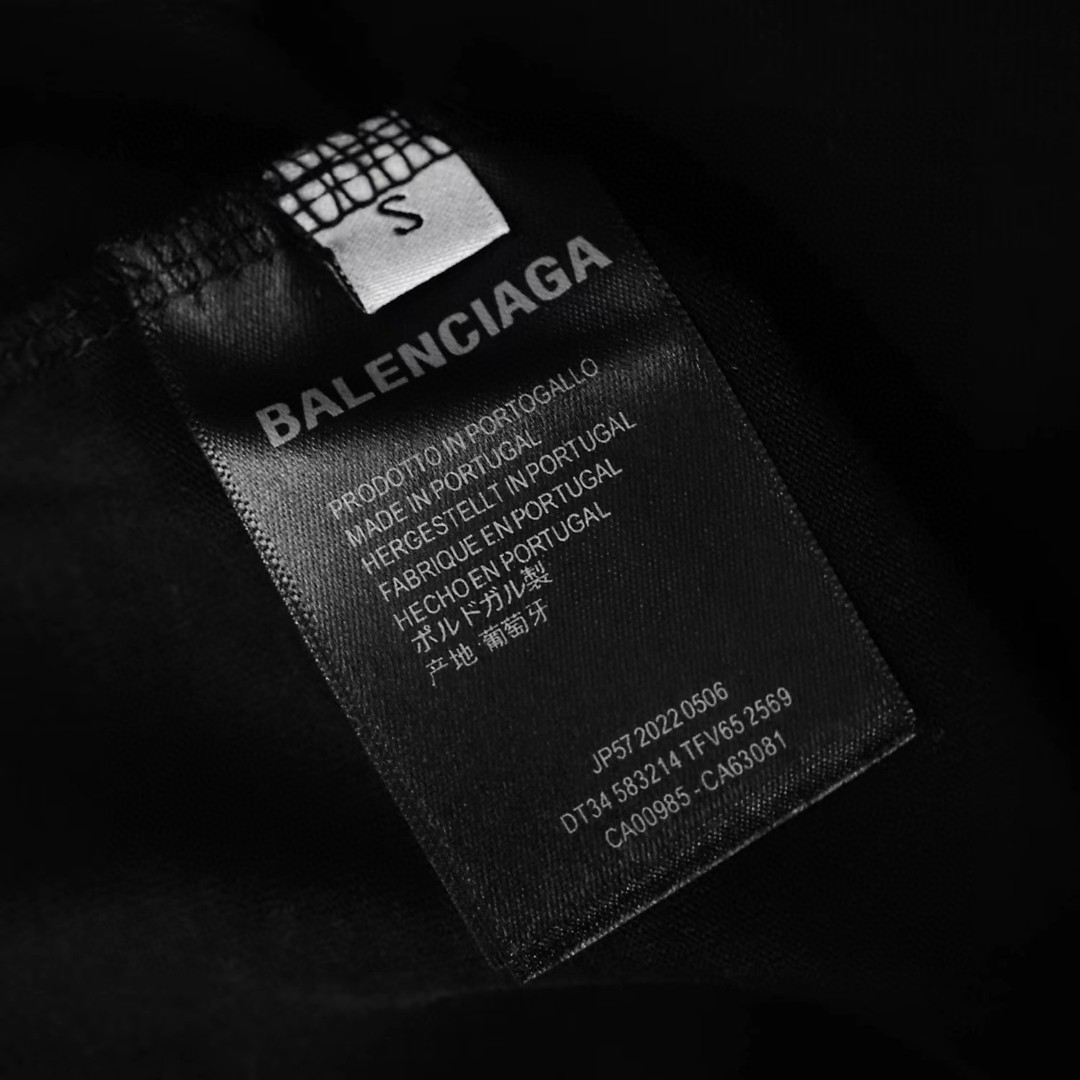 S
BALENCIAGA
PRODOTTO IN PORTOGALLO
MADE IN PORTUGAL
HERGESTELLT IN PORTUGAL
FABRIQUE EN PORTUGAL
HECHO EN PORTUGAL
ポルドガル製
产地 葡萄牙
JP57 2022 0506
DT34 583214 TFV65 2569
CA00985 - CA63081